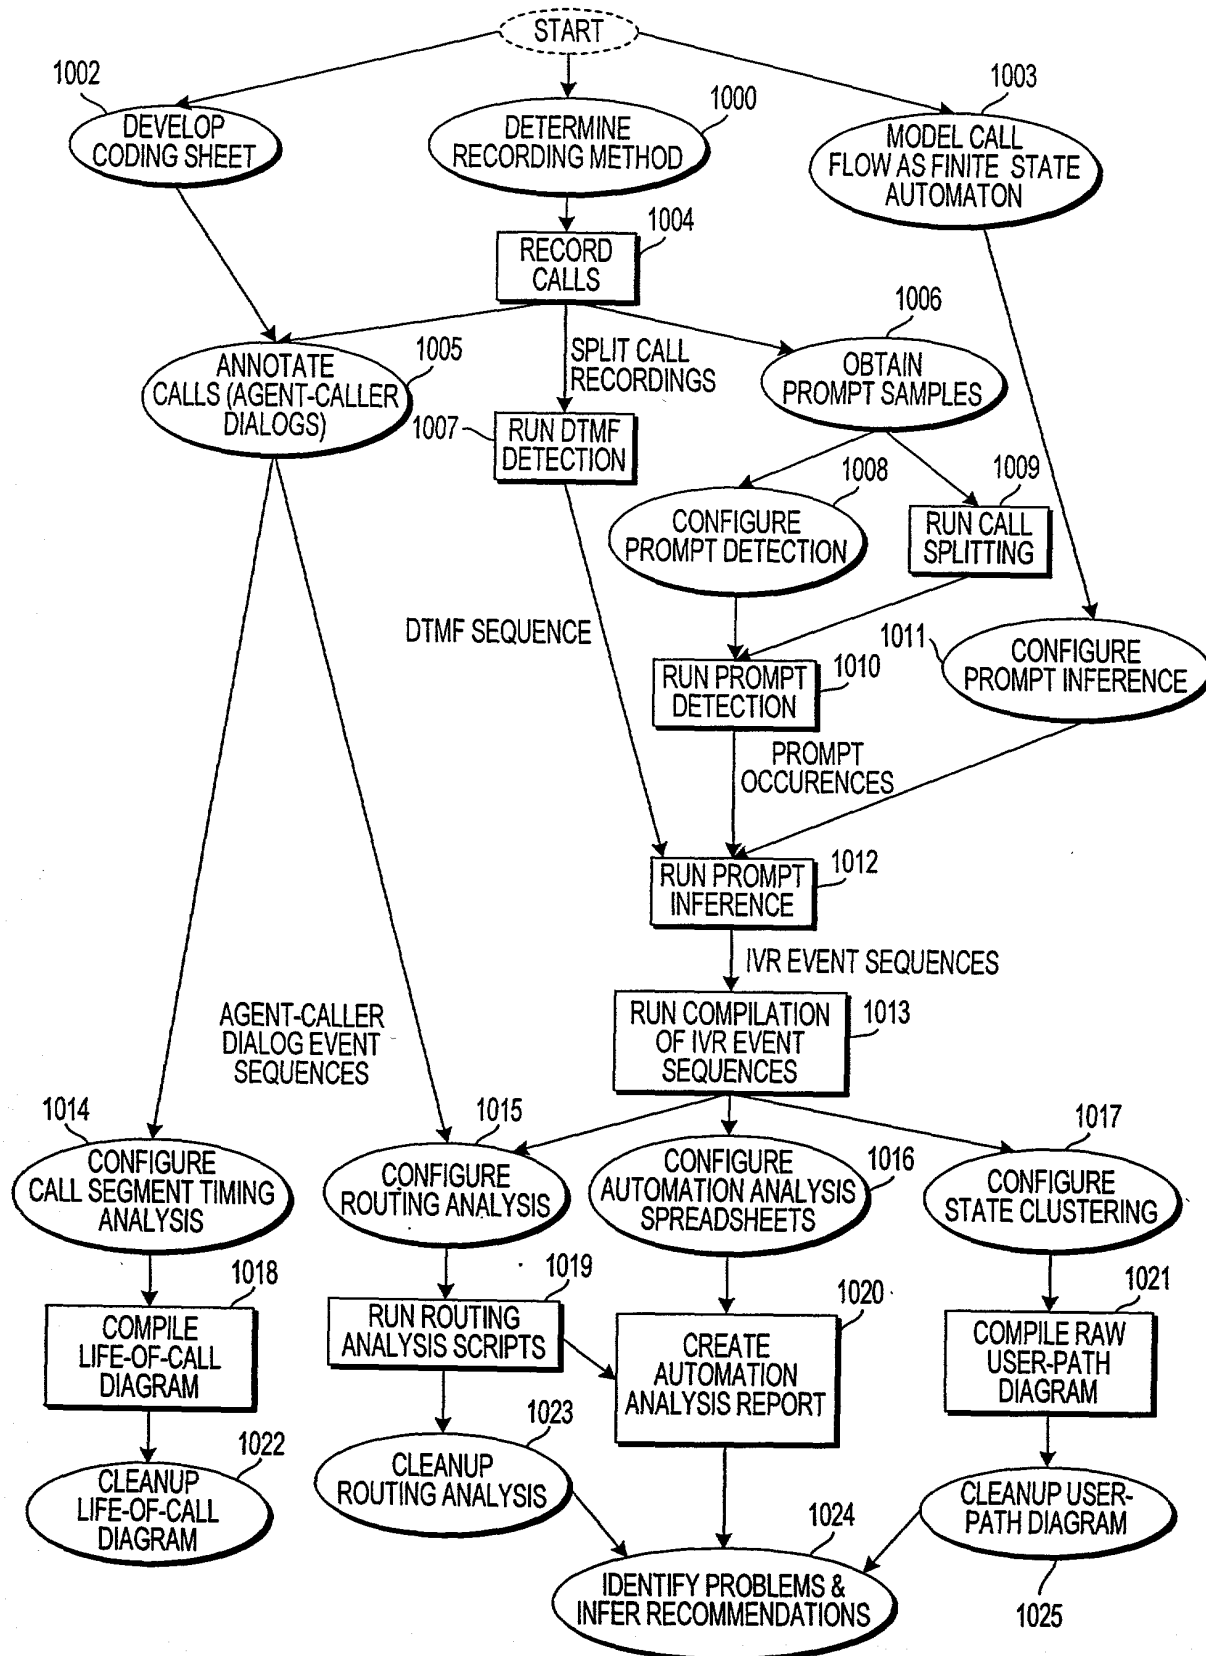 START
1002
DEVELOP
CODING SHEET
1000
DETERMINE
RECORDING METHOD
1003
MODEL CALL
FLOW AS FINITE STATE
AUTOMATON
1004
RECORD
CALLS
1005
ANNOTATE
CALLS (AGENT-CALLER
DIALOGS)
SPLIT CALL
RECORDINGS
1006
OBTAIN
PROMPT SAMPLES
1007
RUN DTMF
DETECTION
1008
CONFIGURE
PROMPT DETECTION
1009
RUN CALL
SPLITTING
DTMF SEQUENCE
1010
RUN PROMPT
DETECTION
1011
CONFIGURE
PROMPT INFERENCE
PROMPT
OCCURENCES
1012
RUN PROMPT
INFERENCE
IVR EVENT SEQUENCES
1013
RUN COMPILATION
OF IVR EVENT
SEQUENCES
AGENT-CALLER
DIALOG EVENT
SEQUENCES
1014
CONFIGURE
CALL SEGMENT TIMING
ANALYSIS
1015
CONFIGURE
ROUTING ANALYSIS
1016
CONFIGURE
AUTOMATION ANALYSIS
SPREADSHEETS
1017
CONFIGURE
STATE CLUSTERING
1018
COMPILE
LIFE-OF-CALL
DIAGRAM
1019
RUN ROUTING
ANALYSIS SCRIPTS
1020
CREATE
AUTOMATION
ANALYSIS REPORT
1021
COMPILE RAW
USER-PATH
DIAGRAM
1022
CLEANUP
LIFE-OF-CALL
DIAGRAM
1023
CLEANUP
ROUTING ANALYSIS
1024
IDENTIFY PROBLEMS &
INFER RECOMMENDATIONS
CLEANUP USER-
PATH DIAGRAM
1025